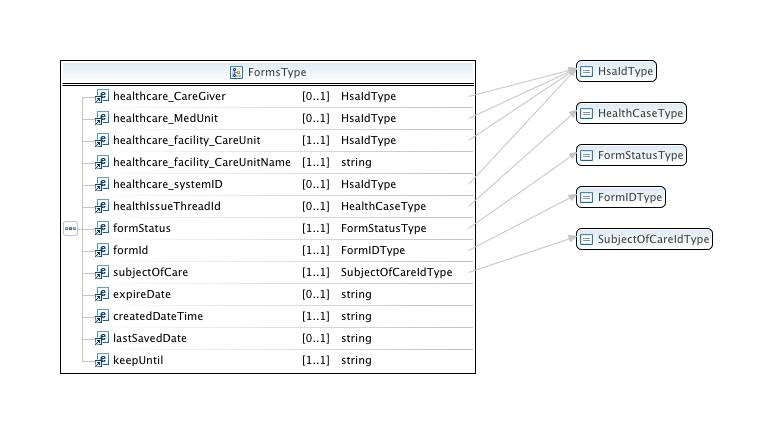 FormsType
healthcare_CareGiver [0..1] HsaIdType
healthcare_MedUnit [0..1] HsaIdType
healthcare_facility_CareUnit [1..1] HsaIdType
healthcare_facility_CareUnitName [1..1] string
healthcare_systemID [0..1] HsaIdType
healthIssueThreadId [0..1] HealthCaseType
formStatus [1..1] FormStatusType
formId [1..1] FormIDType
subjectOfCare [1..1] SubjectOfCareIdType
expireDate [0..1] string
createdDateTime [1..1] string
lastSavedDate [0..1] string
keepUntil [1..1] string
HsaIdType
HealthCaseType
FormStatusType
FormIDType
SubjectOfCareIdType